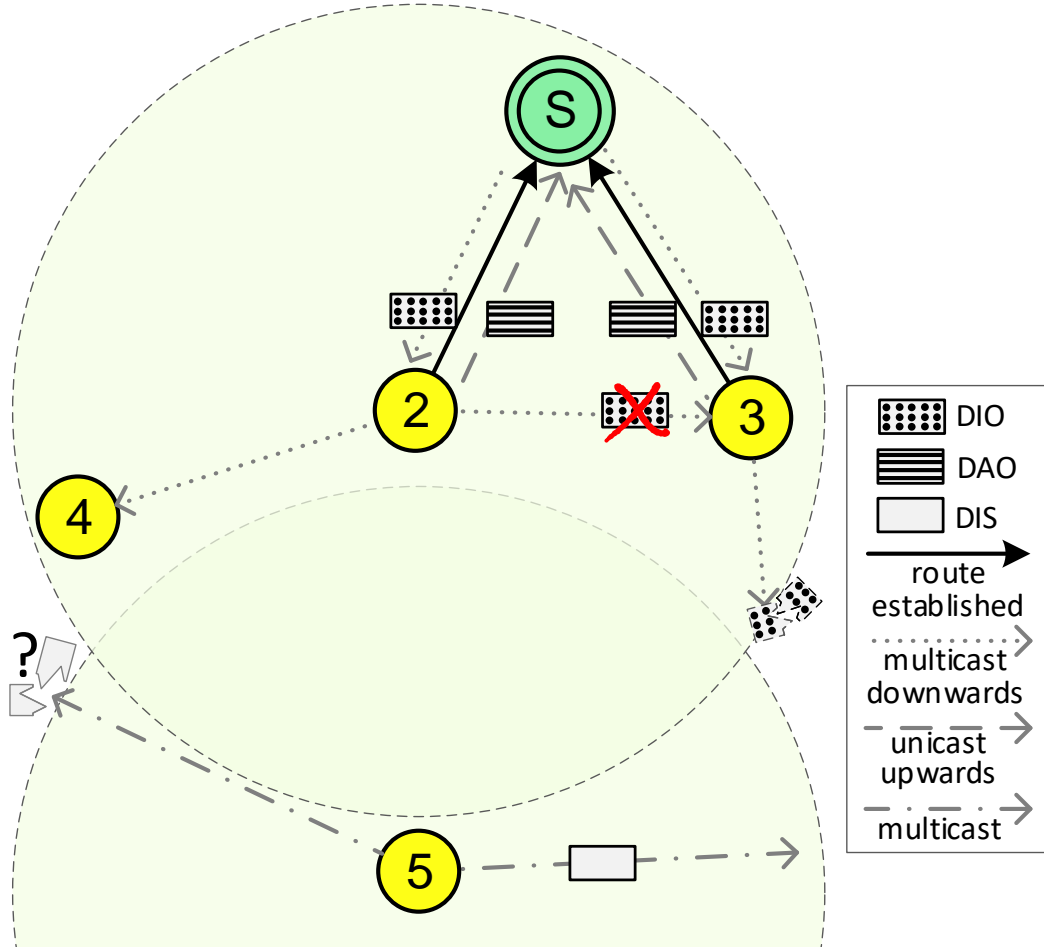 S
2
3
4
?
5
DIO
DAO
DIS
route
established
multicast
downwards
unicast
upwards
multicast